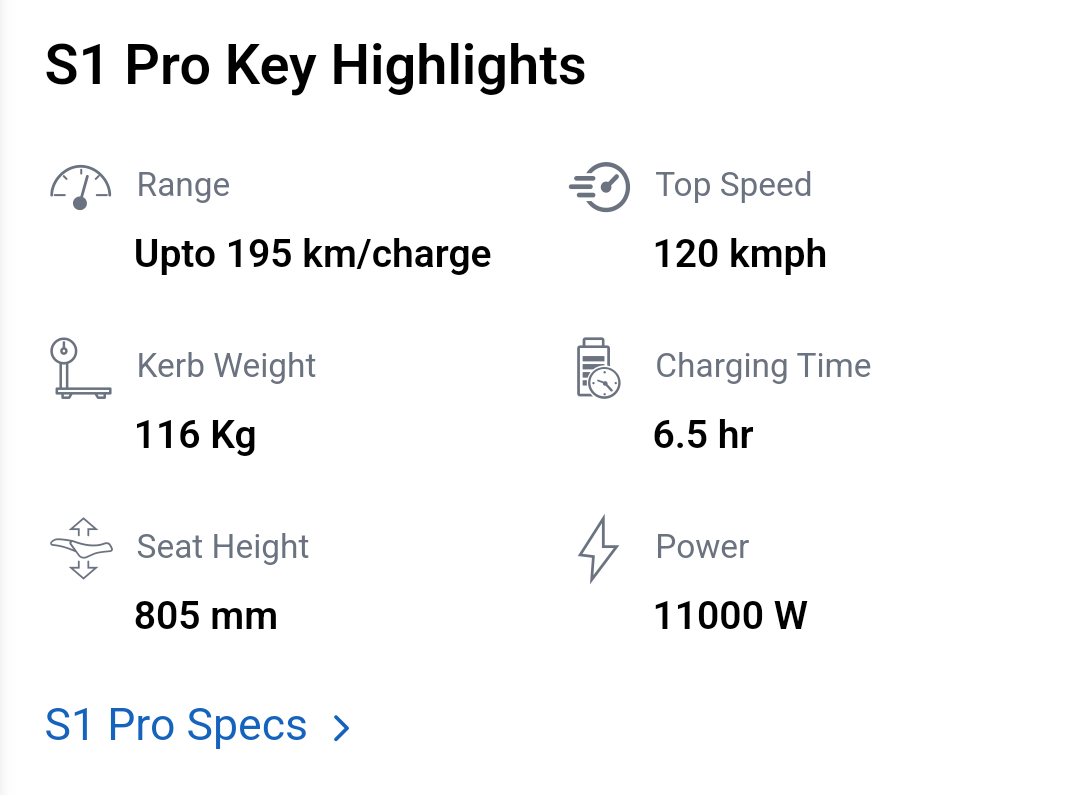 S1 Pro Key Highlights
Range
Upto 195 km/charge
Top Speed
120 kmph
Kerb Weight
116 Kg
Charging Time
6.5 hr
Seat Height
805 mm
Power
11000 W
S1 Pro Specs